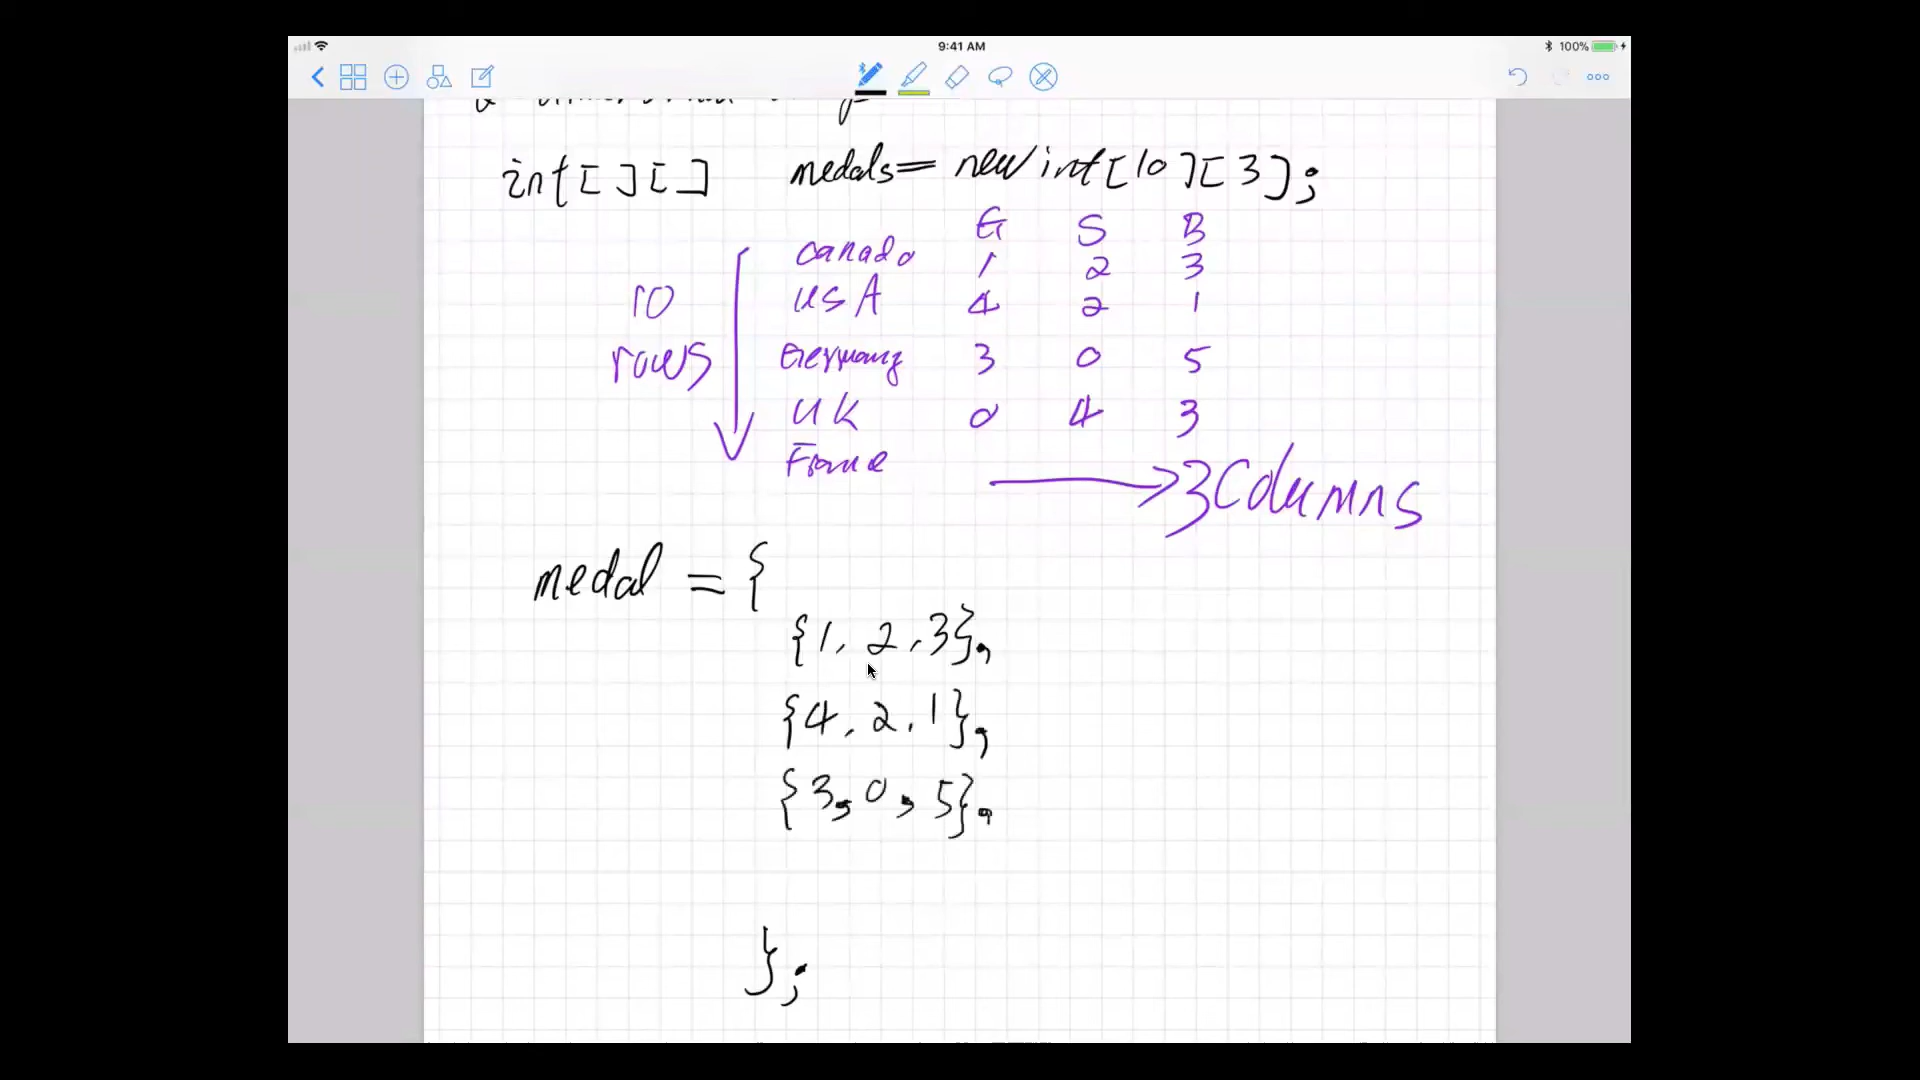 9:41 AM
100%
int[][] medals= new int[10][3];
G S B
Canada 1 2 3
USA 4 2 1
10
rows
Germany 3 0 5
UK 0 4 3
France
3 Columns
medal = {
{1, 2, 3},
{4, 2, 1},
{3, 0, 5},
};